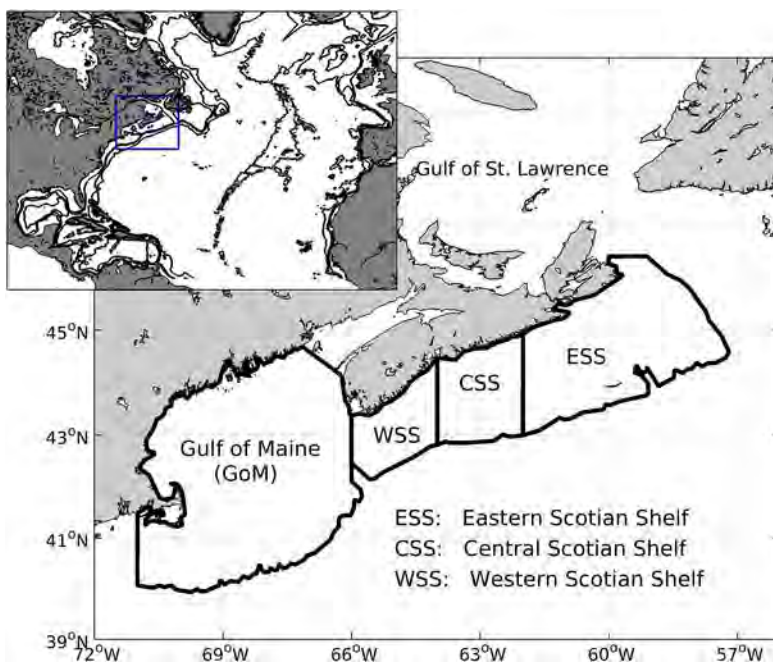 Gulf of St. Lawrence
45°N
ESS
CSS
WSS
43°N
Gulf of Maine
(GoM)
ESS: Eastern Scotian Shelf
41°N
CSS: Central Scotian Shelf
WSS: Western Scotian Shelf
39°N
72°W 69°W 66°W 63°W 60°W 57°W